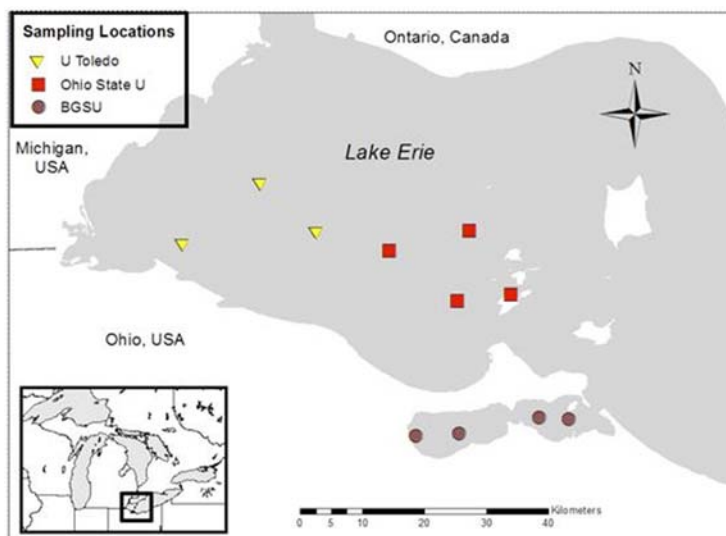 Sampling Locations
U Toledo
Ohio State U
BGSU
Ontario, Canada
N
Michigan,
USA
Lake Erie
Ohio, USA
Kilometers
0 5 10 20 30 40